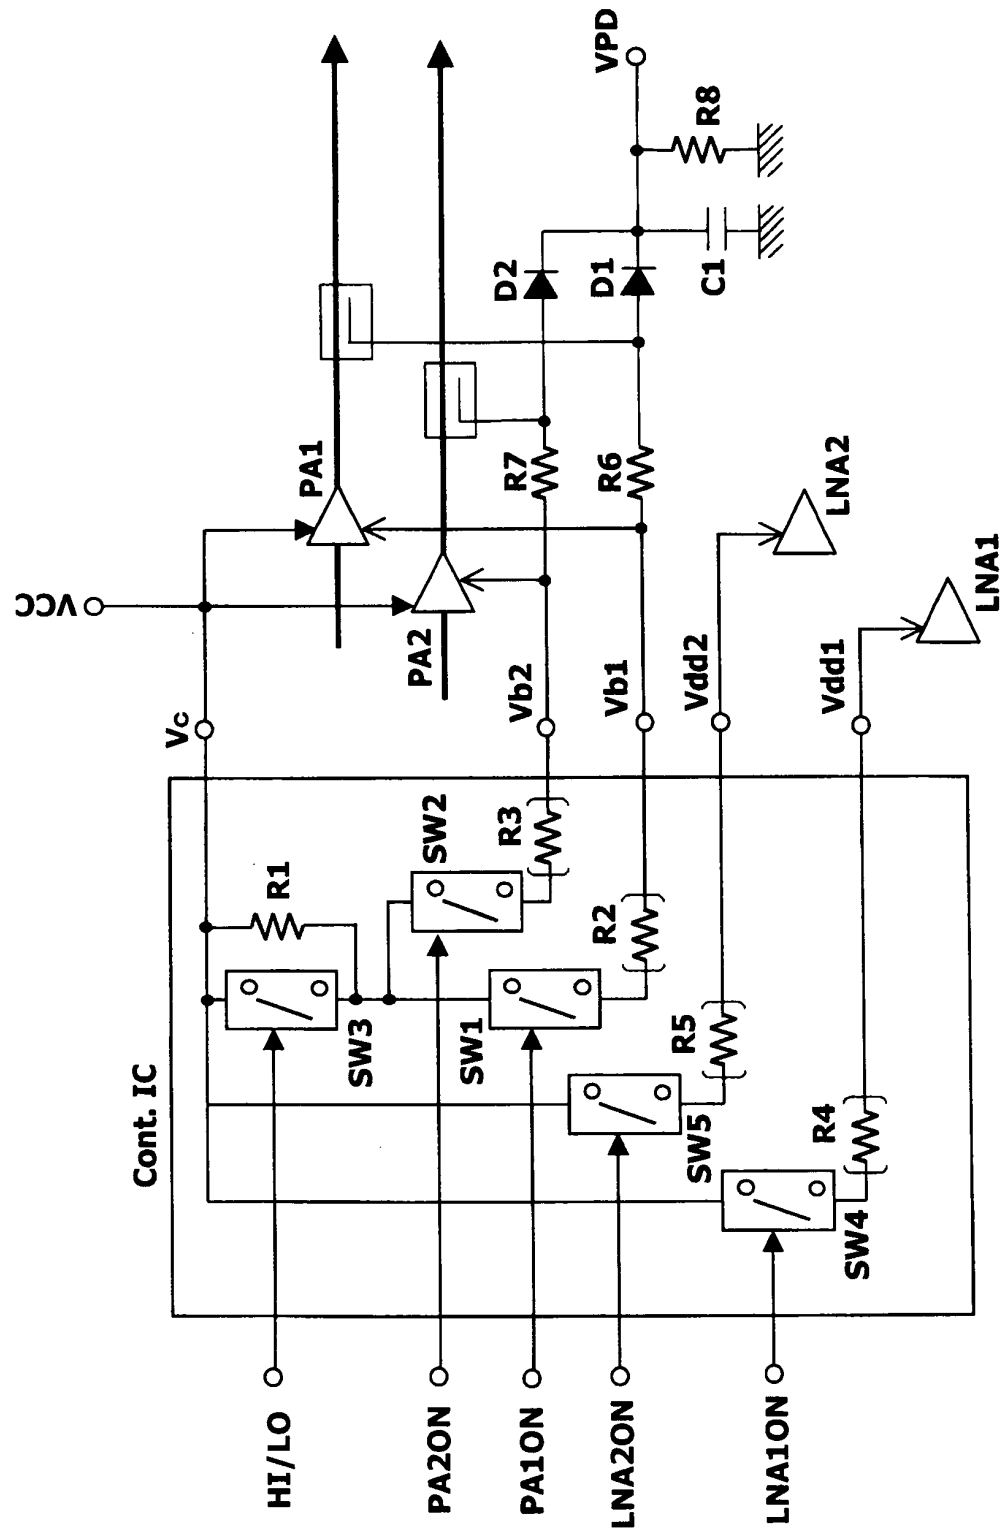 Cont. IC
HI/LO
PA2ON
PA1ON
LNA2ON
LNA1ON
SW3
R1
SW2
SW1
SW5
SW4
R3
R2
R5
R4
Vc
Vb2
Vb1
Vdd2
Vdd1
VCC
PA1
PA2
R7
R6
D2
D1
C1
R8
VPD
LNA2
LNA1